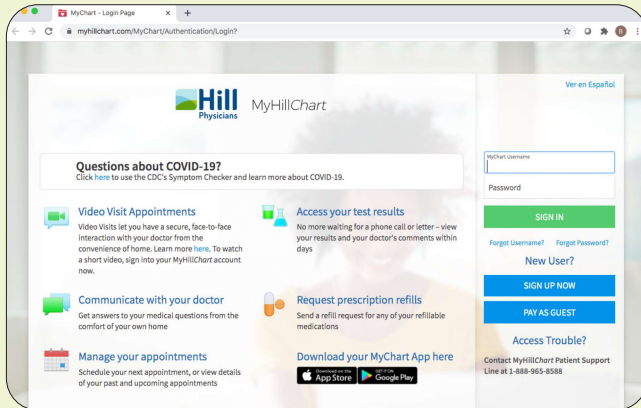 MyChart - Login Page
myhillchart.com/MyChart/Authentication/Login?
B
Ver en Español
Hill
Physicians
MyHillChart
Questions about COVID-19?
Click here to use the CDC's Symptom Checker and learn more about COVID-19.
Video Visit Appointments
Video Visits let you have a secure, face-to-face
interaction with your doctor from the
convenience of home. Learn more here. To watch
a short video, sign into your MyHillChart account
now.
Access your test results
No more waiting for a phone call or letter – view
your results and your doctor's comments within
days
Communicate with your doctor
Get answers to your medical questions from the
comfort of your own home
Request prescription refills
Send a refill request for any of your refillable
medications
Manage your appointments
Schedule your next appointment, or view details
of your past and upcoming appointments
Download your MyChart App here
Download on the
App Store
GET IT ON
Google Play
MyChart Username
Password
SIGN IN
Forgot Username? Forgot Password?
New User?
SIGN UP NOW
PAY AS GUEST
Access Trouble?
Contact MyHillChart Patient Support
Line at 1-888-965-8588